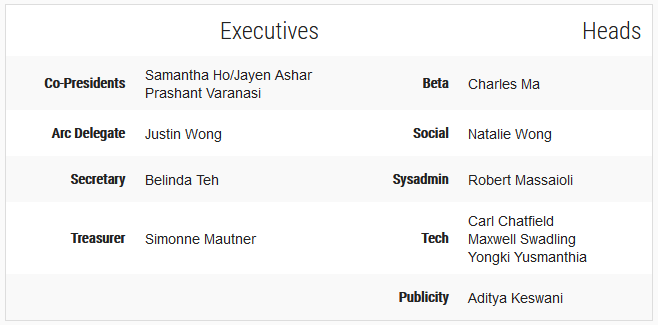 Executives Heads
Co-Presidents Samantha Ho/Jayen Ashar
Prashant Varanasi
Beta Charles Ma
Arc Delegate Justin Wong
Social Natalie Wong
Secretary Belinda Teh
Sysadmin Robert Massaioli
Treasurer Simonne Mautner
Tech Carl Chatfield
Maxwell Swadling
Yongki Yusmanthia
Publicity Aditya Keswani